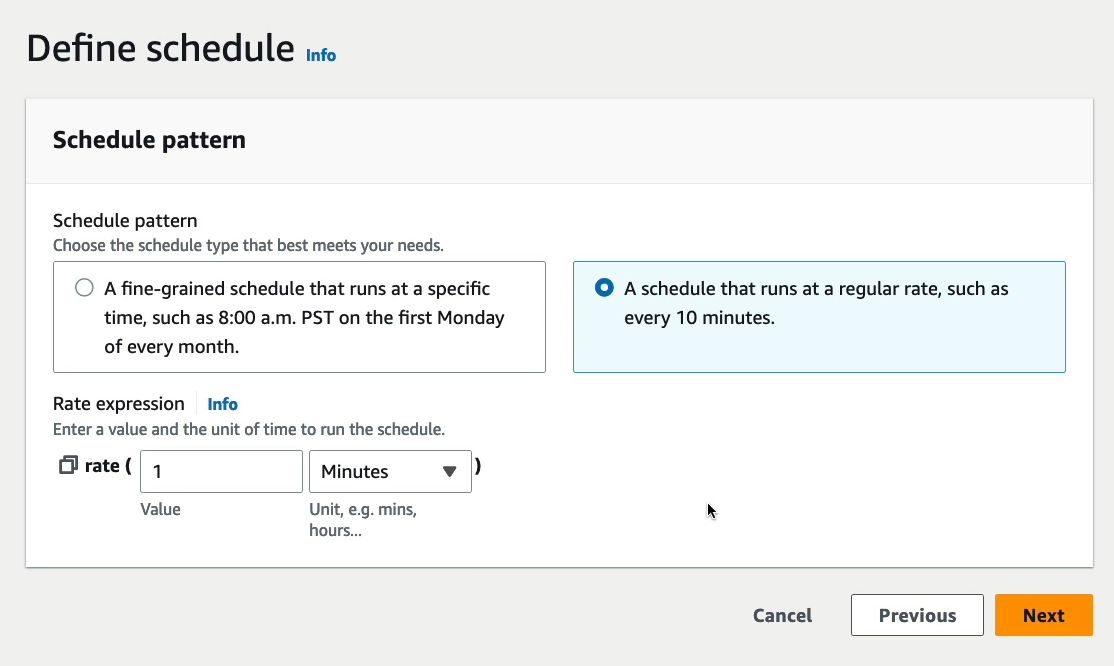 Define schedule Info
Schedule pattern
Schedule pattern
Choose the schedule type that best meets your needs.
A fine-grained schedule that runs at a specific
time, such as 8:00 a.m. PST on the first Monday
of every month.
A schedule that runs at a regular rate, such as
every 10 minutes.
Rate expression Info
Enter a value and the unit of time to run the schedule.
rate ( 1 Minutes )
Value
Unit, e.g. mins,
hours...
Cancel Previous Next